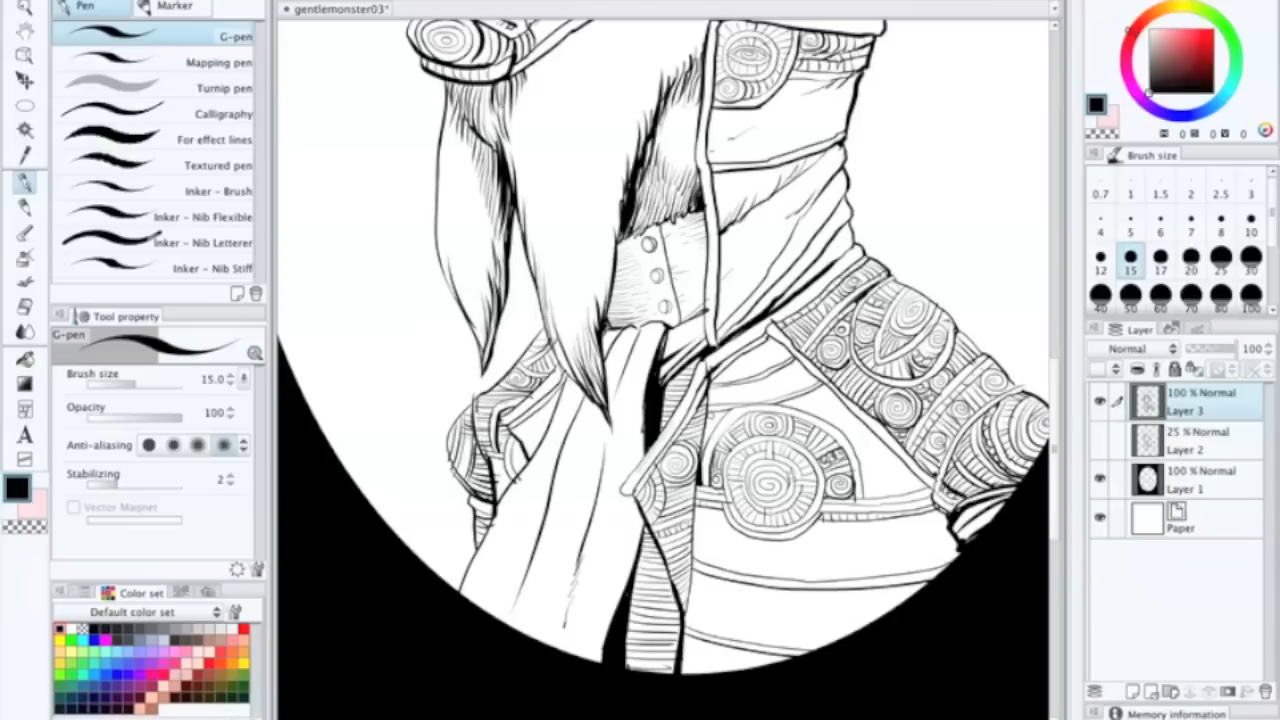 Pen
Marker
G-pen
Mapping pen
Turnip pen
Calligraphy
For effect lines
Textured pen
Inker - Brush
Inker - Nib Flexible
Inker - Nib Letterer
Inker - Nib Stiff
Tool property
G-pen
Brush size 15.0
Opacity 100
Anti-aliasing
Stabilizing 2
Vector Magnet
Color set
Default color set
gentlemonster03*
0 0 0
Brush size
0.7 1 1.5 2 2.5 3
4 5 6 7 8 10
12 15 17 20 25 30
40 50 60 70 80 100
Layer
Normal 100
100 % Normal
Layer 3
25 % Normal
Layer 2
100 % Normal
Layer 1
Paper
Memory information